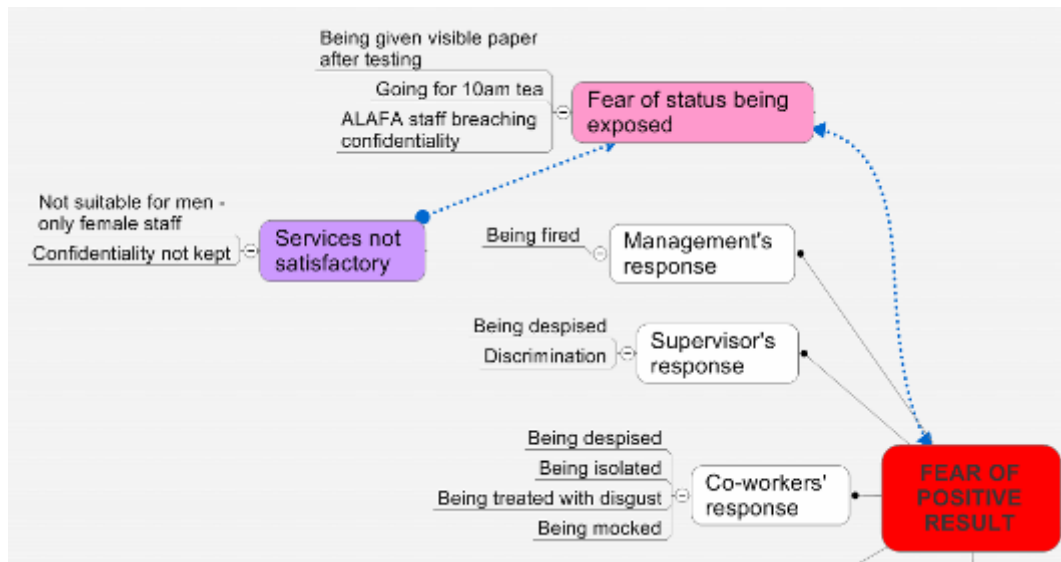 Being given visible paper
after testing
Going for 10am tea
ALAFA staff breaching
confidentiality
Fear of status being
exposed
Not suitable for men -
only female staff
Confidentiality not kept
Services not
satisfactory
Being fired
Management's
response
Being despised
Discrimination
Supervisor's
response
Being despised
Being isolated
Being treated with disgust
Being mocked
Co-workers'
response
FEAR OF
POSITIVE
RESULT